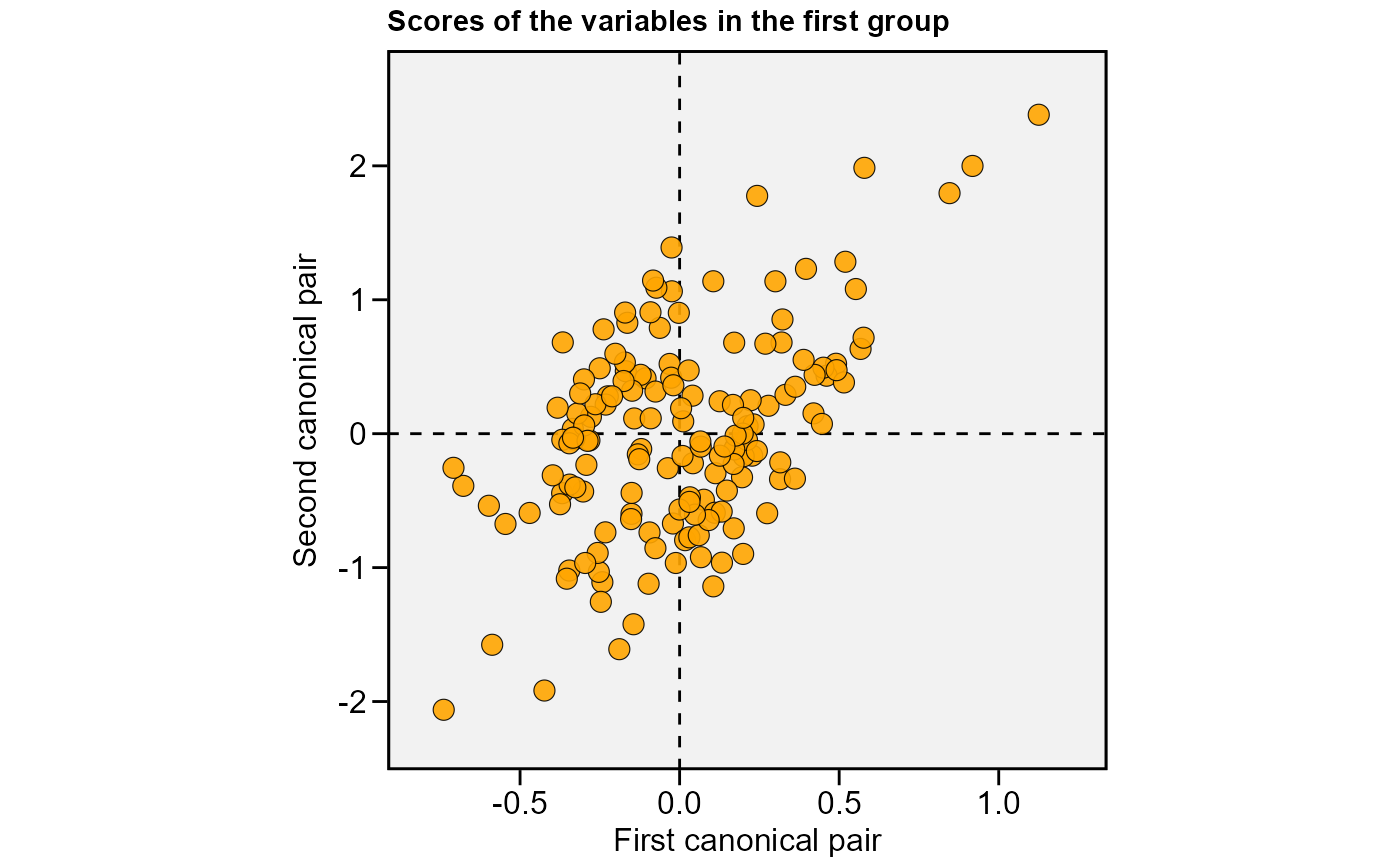 Scores of the variables in the first group
Second canonical pair
2
1
0
-1
-2
-0.5 0.0 0.5 1.0
First canonical pair